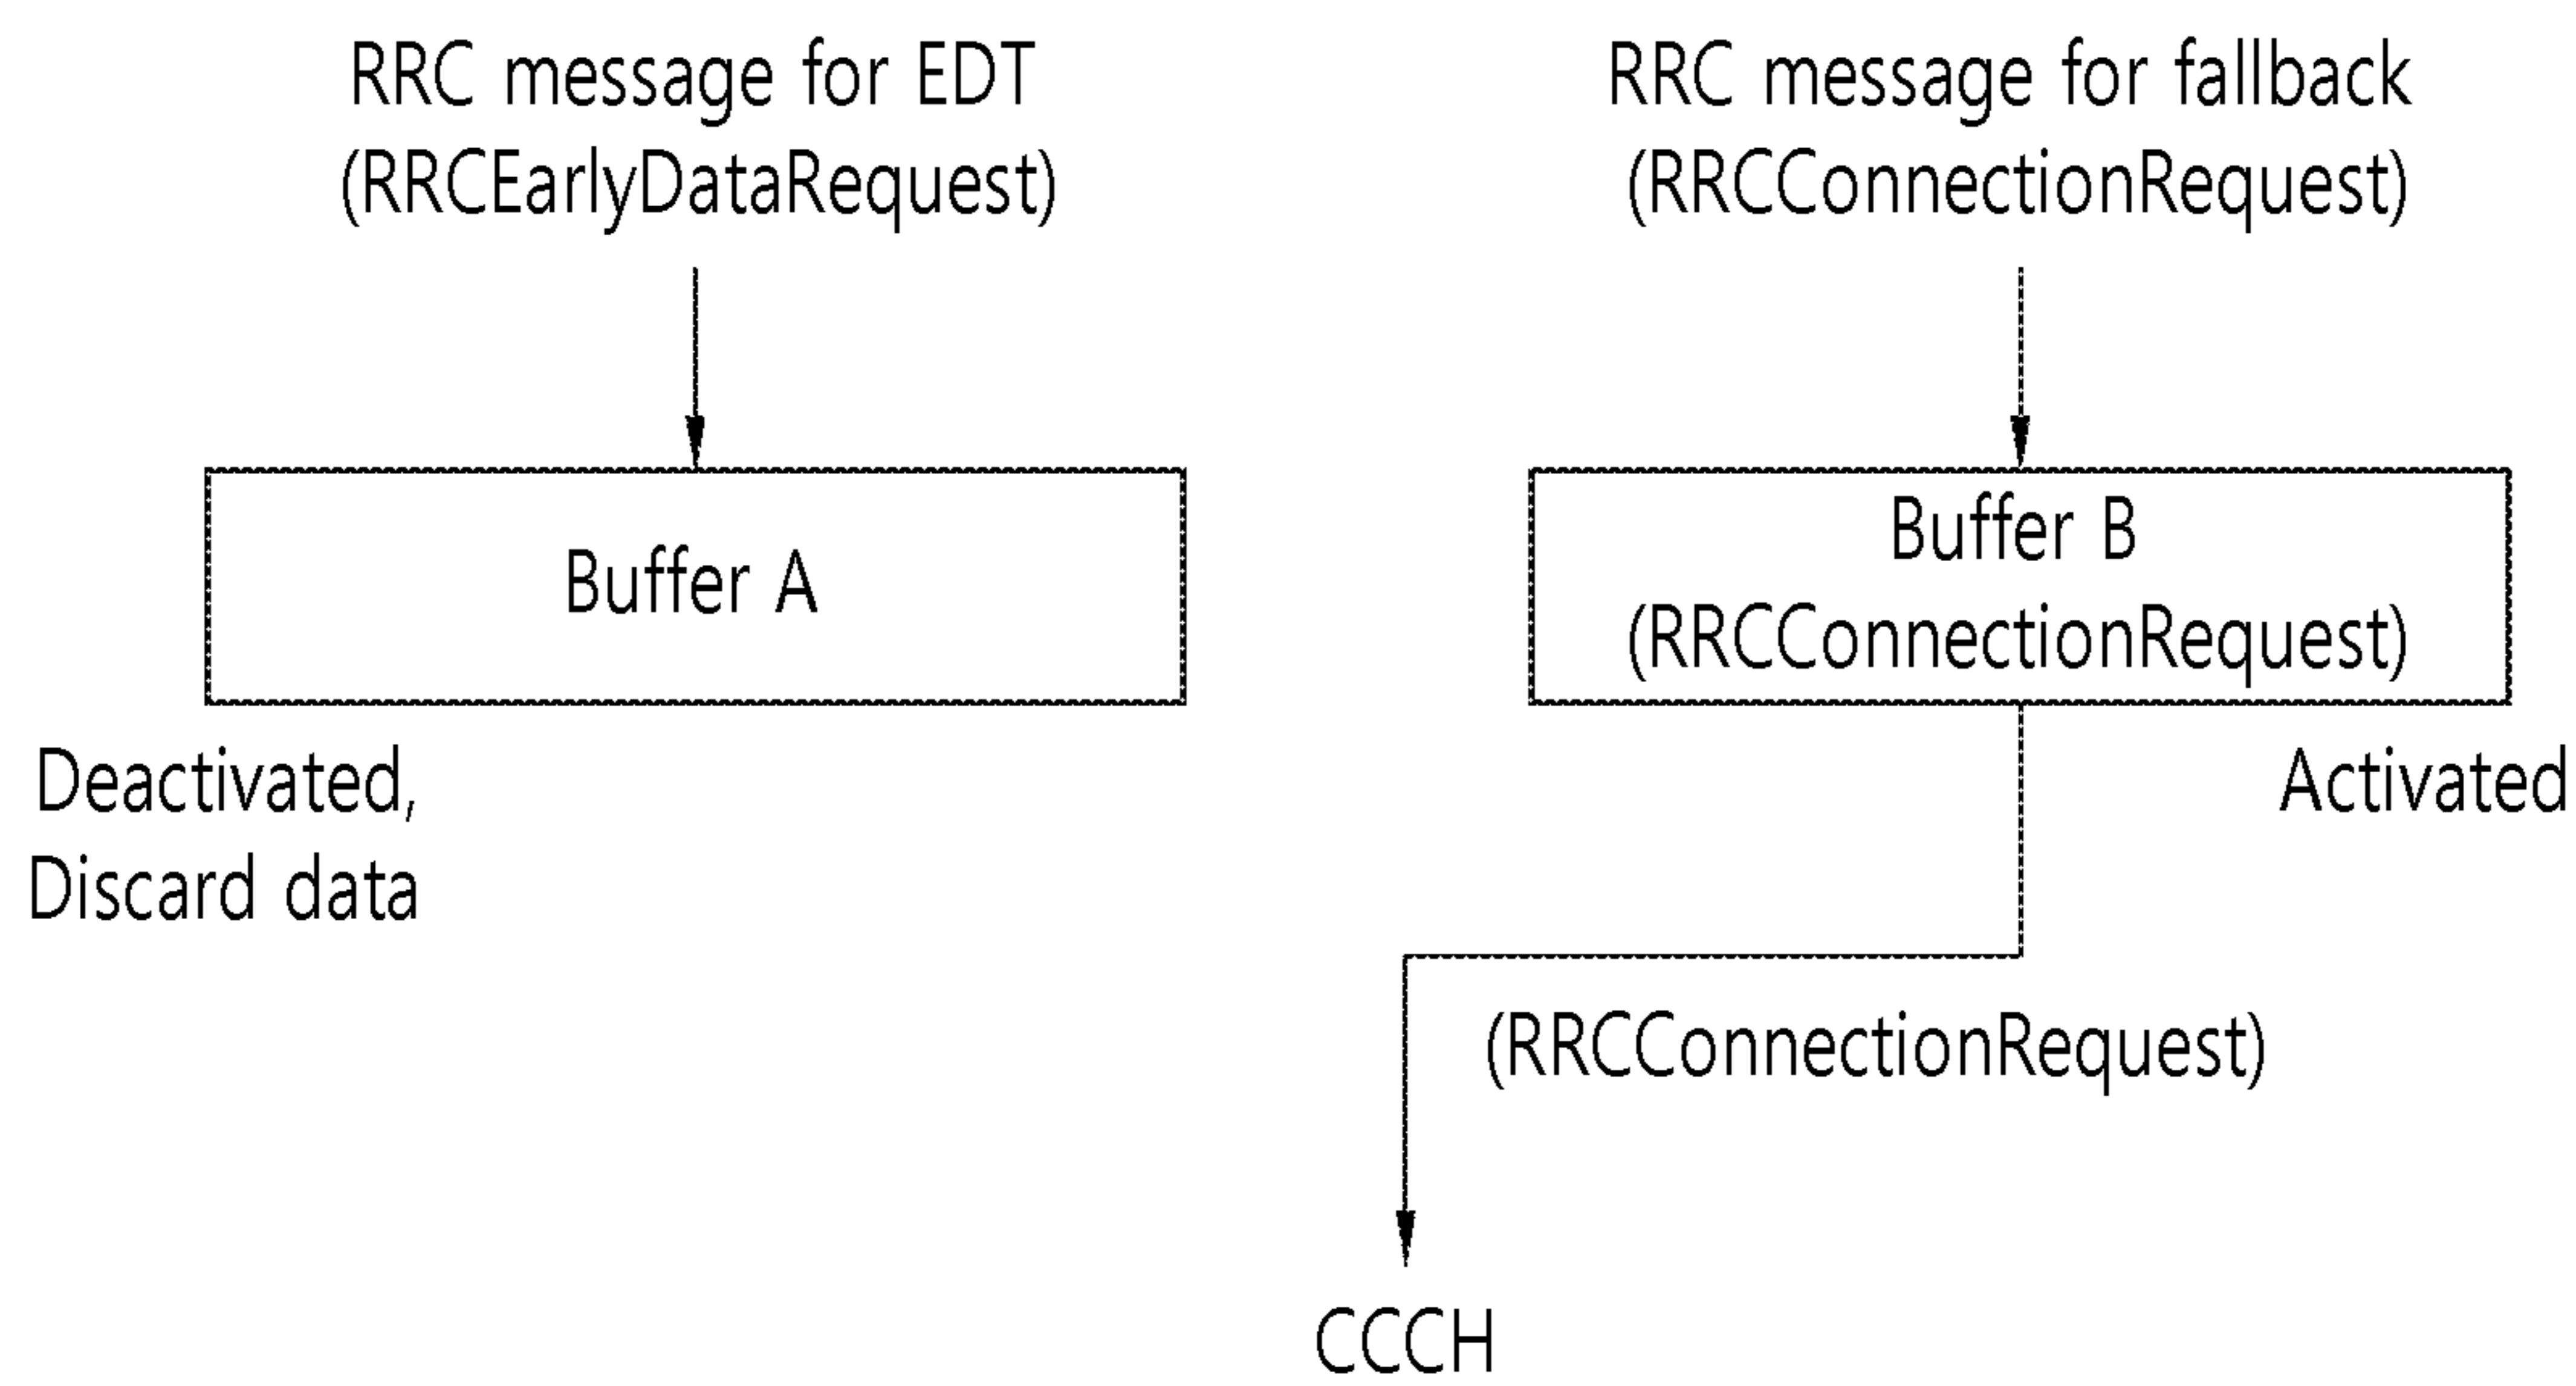 RRC message for EDT
(RRCEarlyDataRequest)
RRC message for fallback
(RRCConnectionRequest)
Buffer A
Buffer B
(RRCConnectionRequest)
Deactivated,
Discard data
Activated
(RRCConnectionRequest)
CCCH